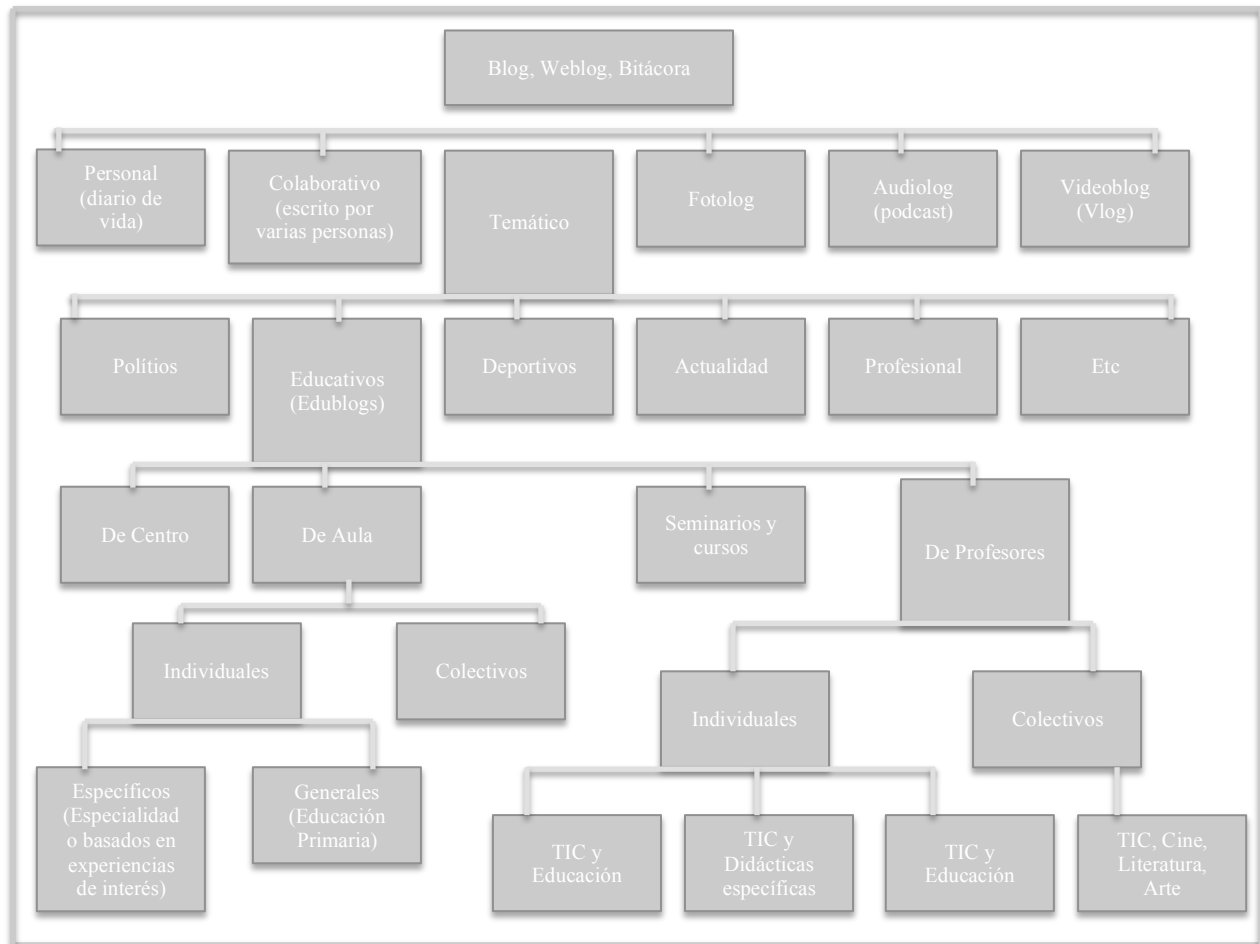 Blog, Weblog, Bitácora
Personal
(diario de
vida)
Colaborativo
(escrito por
varias personas)
Temático
Fotolog
Audiolog
(podcast)
Videoblog
(Vlog)
Polítios
Educativos
(Edublogs)
Deportivos
Actualidad
Profesional
Etc
De Centro
De Aula
Seminarios y
cursos
De Profesores
Individuales
Colectivos
Individuales
Colectivos
Específicos
(Especialidad
o basados en
experiencias
de interés)
Generales
(Educación
Primaria)
TIC y
Educación
TIC y
Didácticas
específicas
TIC y
Educación
TIC, Cine,
Literatura,
Arte